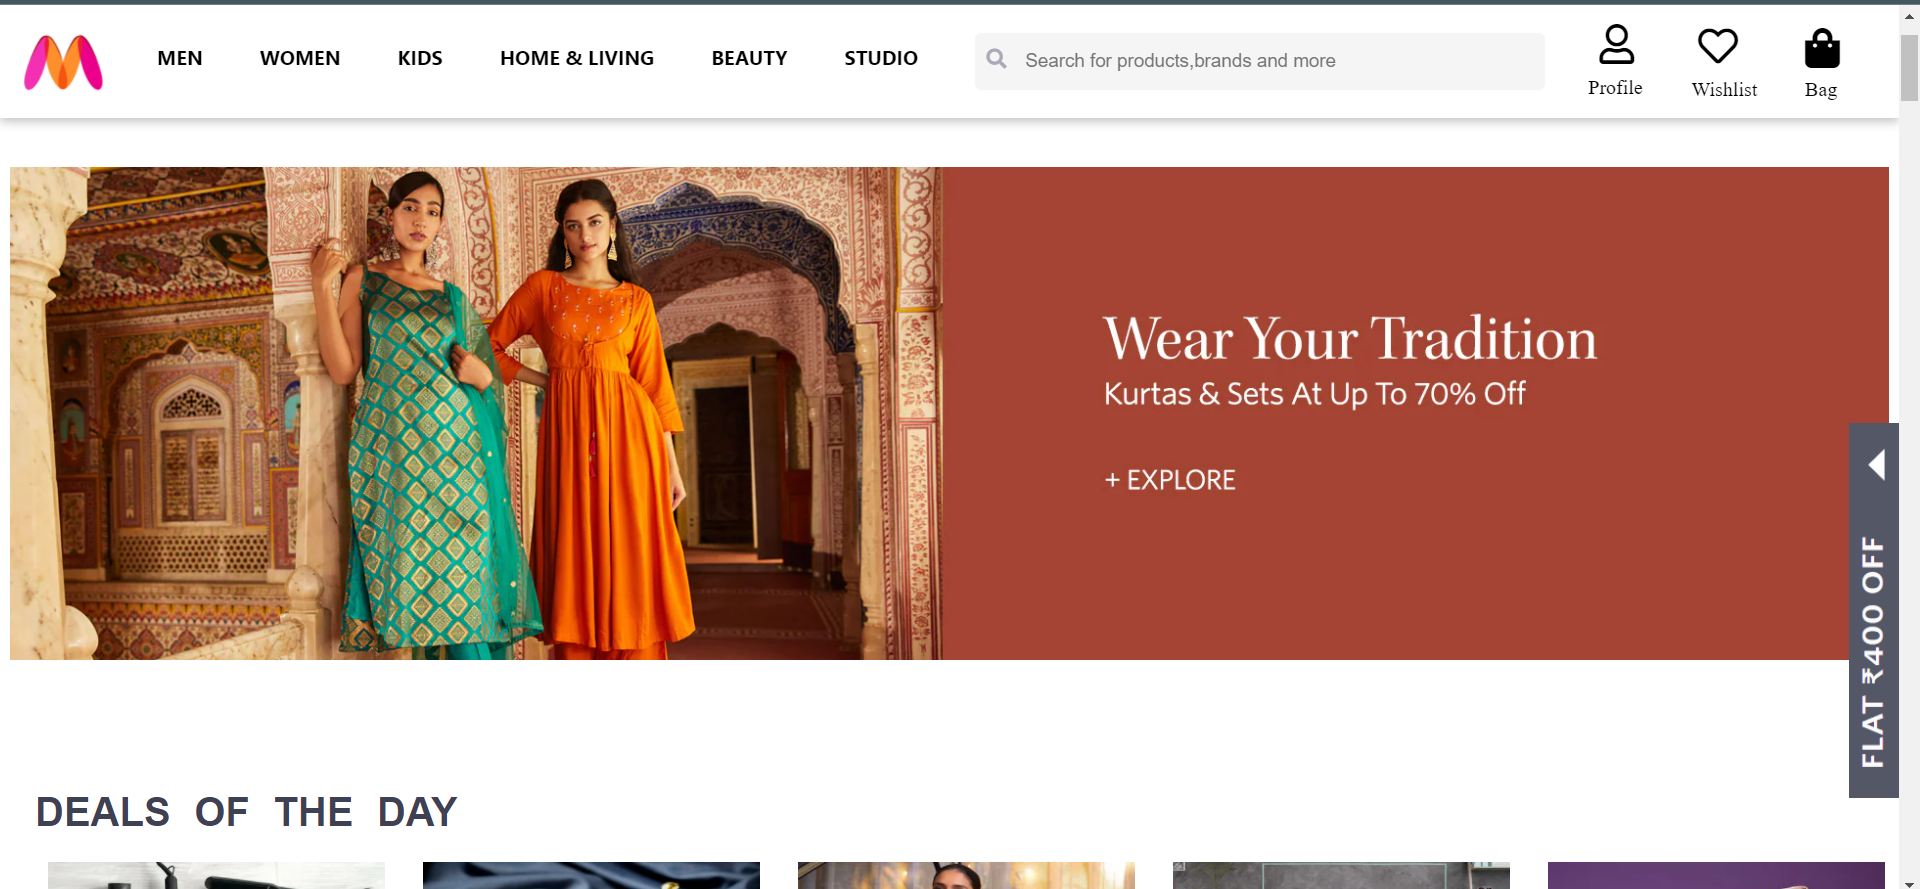 MEN WOMEN KIDS HOME & LIVING BEAUTY STUDIO
Search for products,brands and more
Profile Wishlist Bag
Wear Your Tradition
Kurtas & Sets At Up To 70% Off
+ EXPLORE
FLAT ₹400 OFF
DEALS OF THE DAY